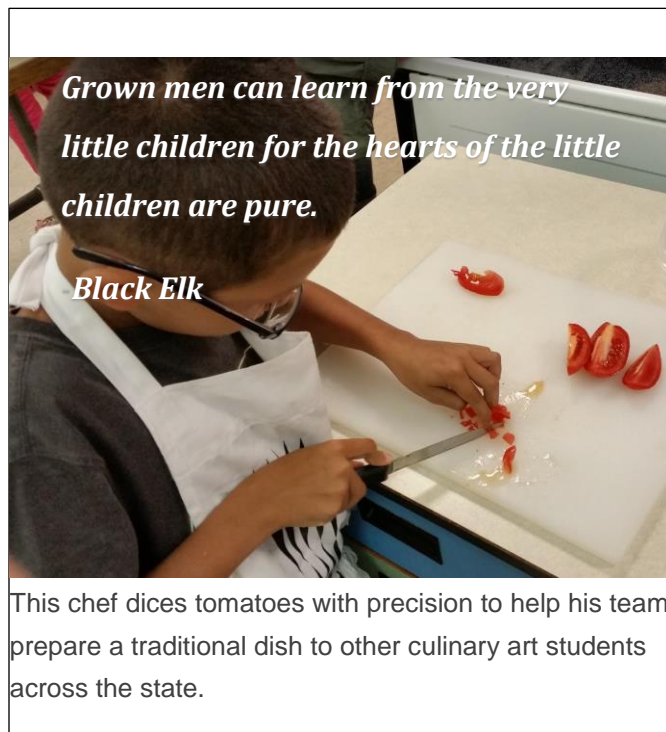 Grown men can learn from the very
little children for the hearts of the little
children are pure.
Black Elk
This chef dices tomatoes with precision to help his team
prepare a traditional dish to other culinary art students
across the state.